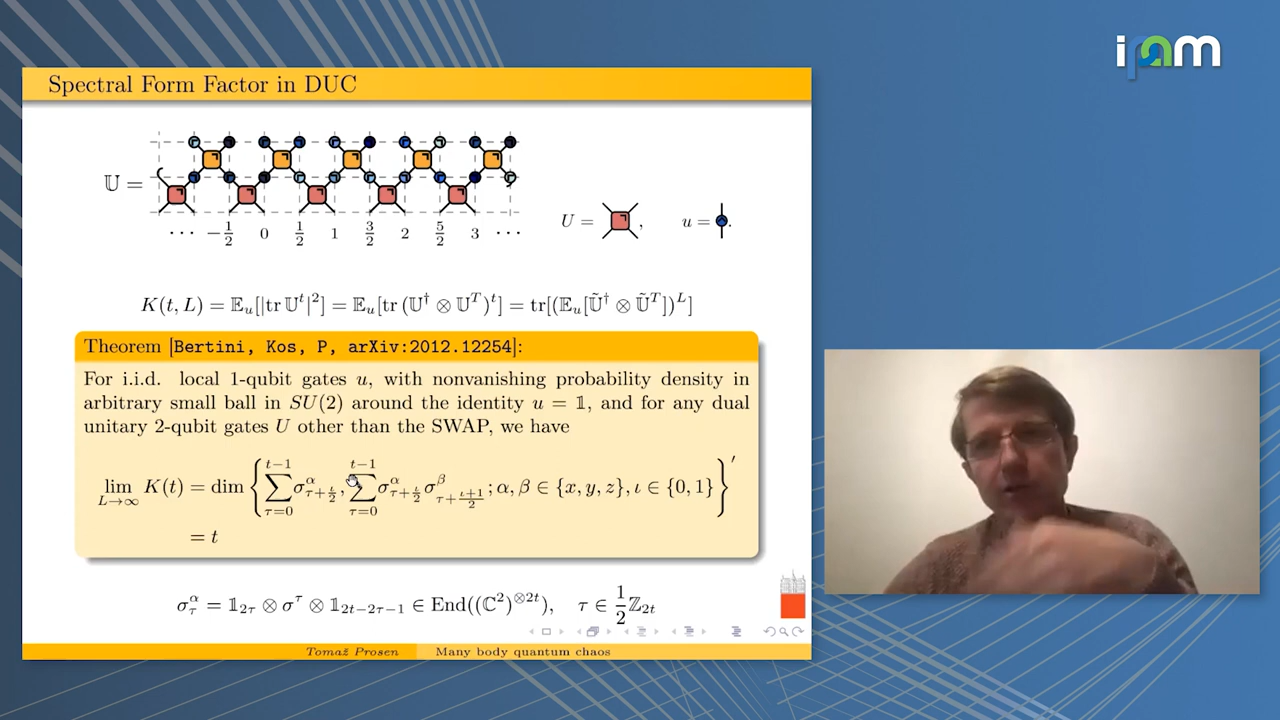 ipam
Spectral Form Factor in DUC
𝕌 =
⋯ −1/2 0 1/2 1 3/2 2 5/2 3 ⋯
U = , u = .
K(t, L) = 𝔼_u[|tr 𝕌^t|^2] = 𝔼_u[tr (𝕌^† ⊗ 𝕌^T)^t] = tr[(𝔼_u[Ũ^† ⊗ Ũ^T])^L]
Theorem [Bertini, Kos, P, arXiv:2012.12254]:
For i.i.d. local 1-qubit gates u, with nonvanishing probability density in
arbitrary small ball in SU(2) around the identity u = 𝟙, and for any dual
unitary 2-qubit gates U other than the SWAP, we have
lim_{L→∞} K(t) = dim { ∑_{τ=0}^{t−1} σ^α_{τ+ι/2}, ∑_{τ=0}^{t−1} σ^α_{τ+ι/2} σ^β_{τ+(ι+1)/2}; α, β ∈ {x, y, z}, ι ∈ {0, 1} }′
= t
σ^α_τ = 𝟙_{2τ} ⊗ σ^τ ⊗ 𝟙_{2t−2τ−1} ∈ End((ℂ^2)^{⊗2t}), τ ∈ 1/2 ℤ_{2t}
Tomaž Prosen Many body quantum chaos